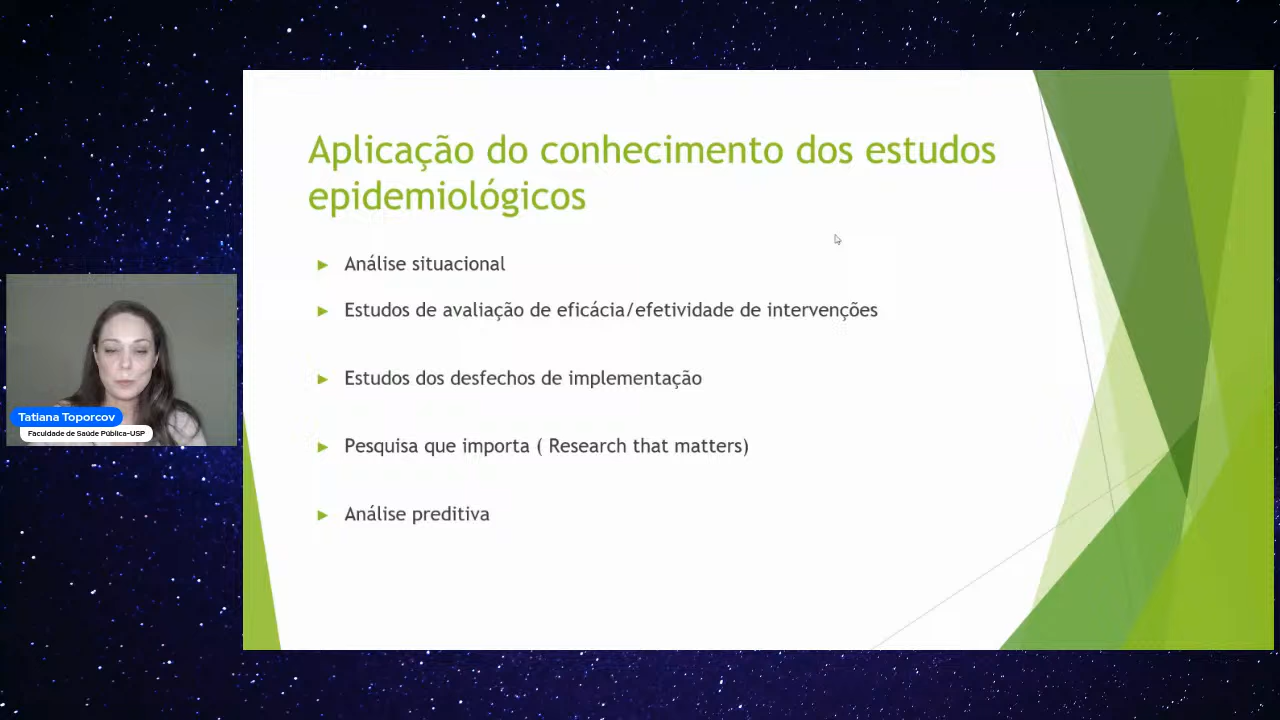 Aplicação do conhecimento dos estudos
epidemiológicos
Análise situacional
Estudos de avaliação de eficácia/efetividade de intervenções
Estudos dos desfechos de implementação
Pesquisa que importa ( Research that matters)
Análise preditiva
Tatiana Toporcov
Faculdade de Saúde Pública-USP